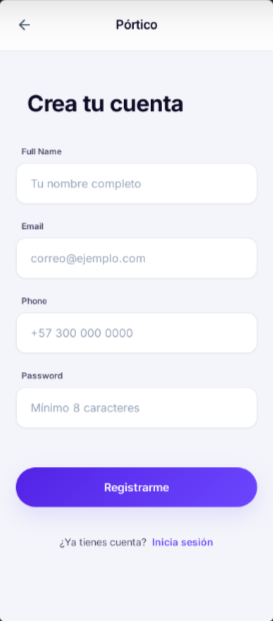 Pórtico
Crea tu cuenta
Full Name
Tu nombre completo
Email
correo@ejemplo.com
Phone
+57 300 000 0000
Password
Mínimo 8 caracteres
Registrarme
¿Ya tienes cuenta? Inicia sesión